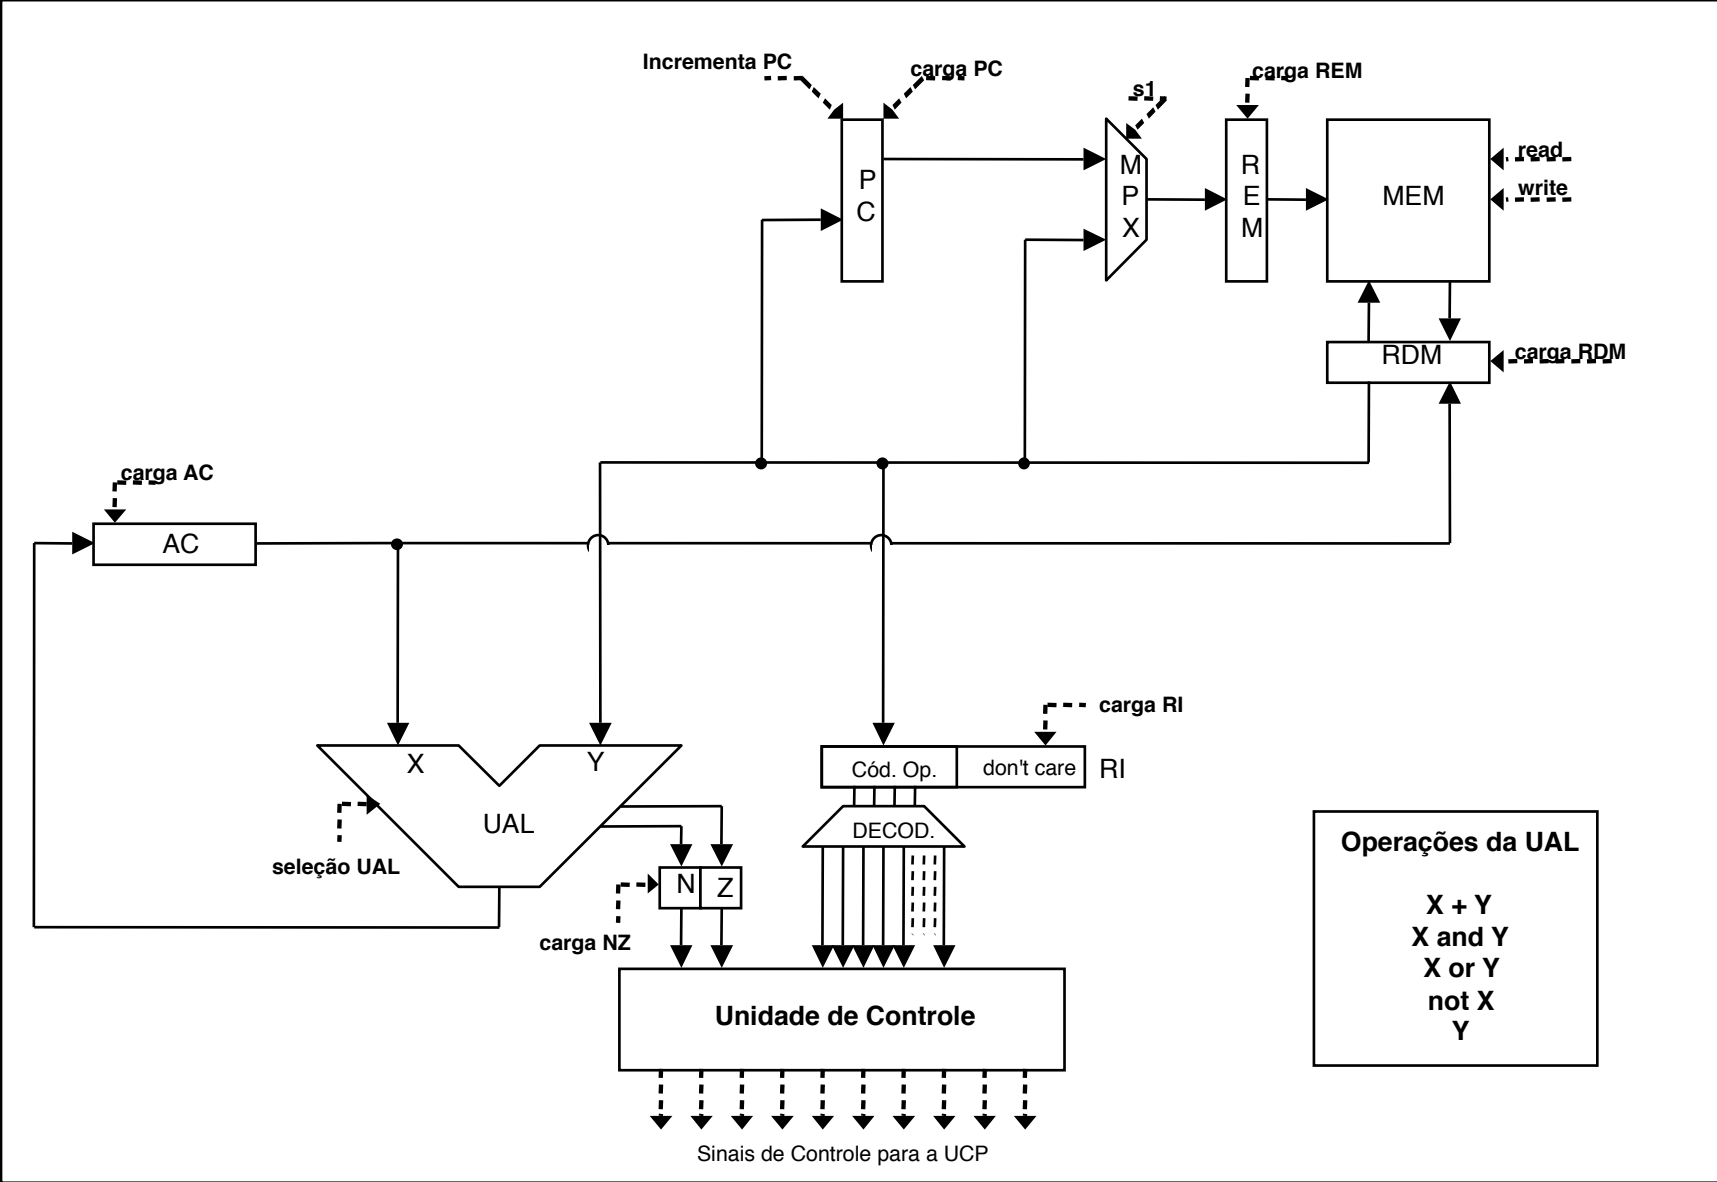 Incrementa PC
carga PC
s1
carga REM
P
C
M
P
X
R
E
M
MEM
read
write
RDM
carga RDM
carga AC
AC
carga RI
X
Y
UAL
seleção UAL
Cód. Op.
don't care
RI
DECOD.
N
Z
carga NZ
Unidade de Controle
Sinais de Controle para a UCP
Operações da UAL
X + Y
X and Y
X or Y
not X
Y